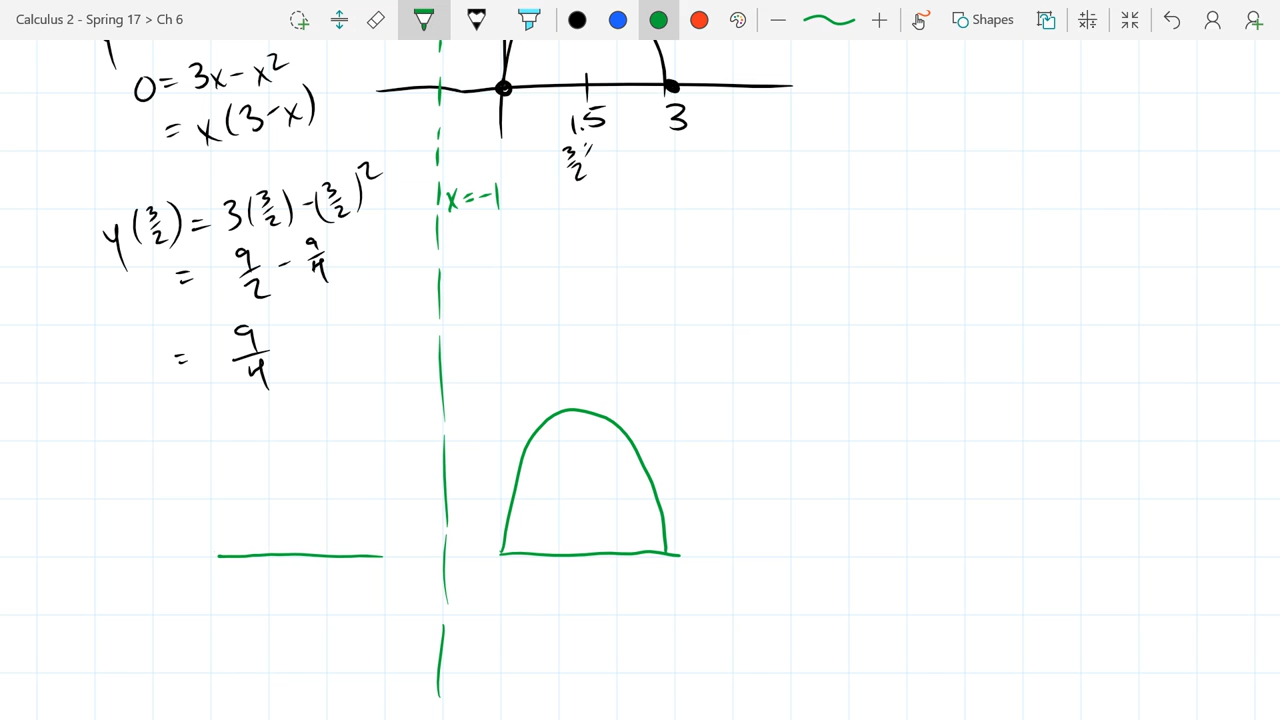 Calculus 2 - Spring 17 > Ch 6
Shapes
0 = 3x - x²
= x(3-x)
1.5
3
3/2 =
x = -1
y(3/2) = 3(3/2) - (3/2)²
= 9/2 - 9/4
= 9/4